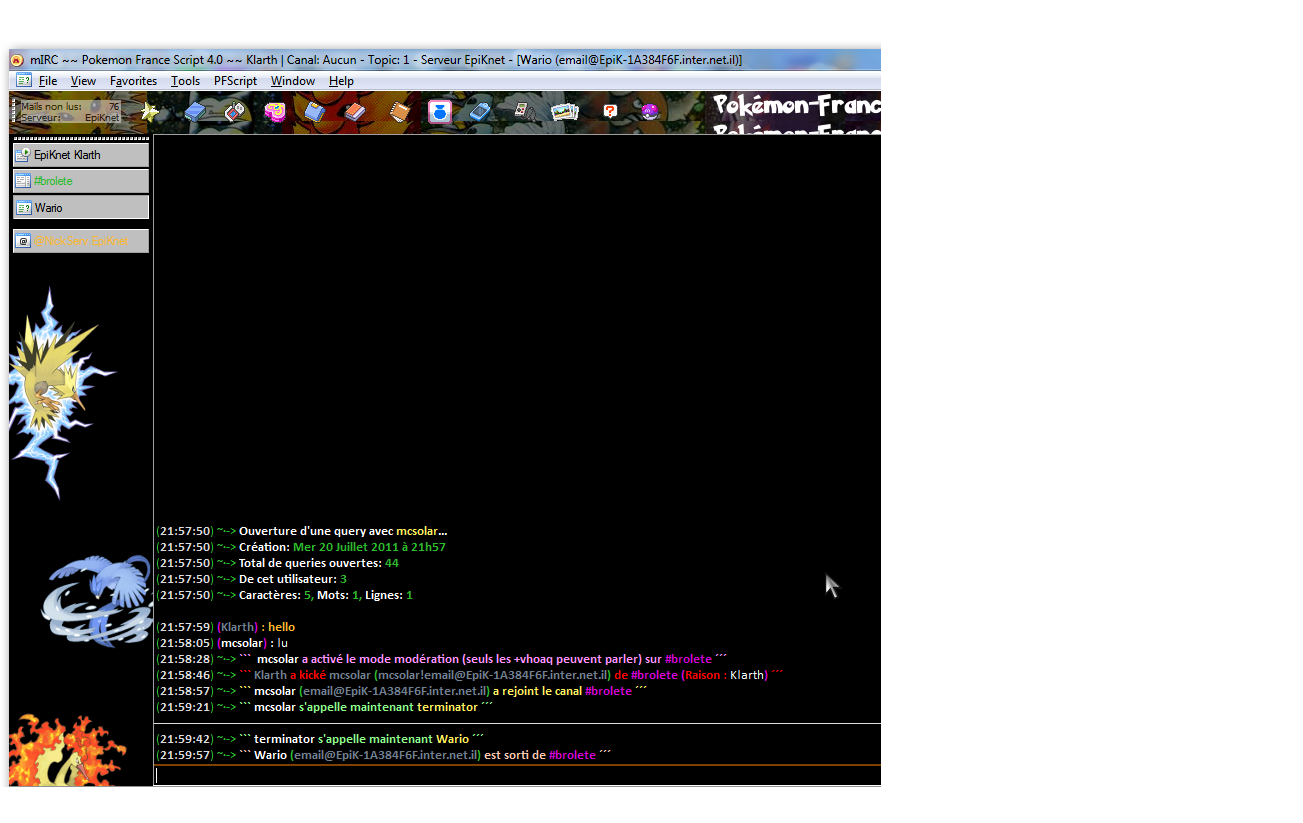 mIRC ~~ Pokemon France Script 4.0 ~~ Klarth | Canal: Aucun - Topic: 1 - Serveur EpiKnet - [Wario (email@EpiK-1A384F6F.inter.net.il)]
File View Favorites Tools PFScript Window Help
Mails non lus: 76
Serveur: EpiKnet
Pokémon-Franc
Pokémon-Franc
EpiKnet Klarth
#brolete
Wario
EpiKnet
(21:57:50) ~--> Ouverture d'une query avec mcsolar...
(21:57:50) ~--> Création: Mer 20 Juillet 2011 à 21h57
(21:57:50) ~--> Total de queries ouvertes: 44
(21:57:50) ~--> De cet utilisateur: 3
(21:57:50) ~--> Caractères: 5, Mots: 1, Lignes: 1
(21:57:59) (Klarth) : hello
(21:58:05) (mcsolar) : lu
(21:58:28) ~--> ``` mcsolar a activé le mode modération (seuls les +vhoaq peuvent parler) sur #brolete ´´´
(21:58:46) ~--> ``` Klarth a kické mcsolar (mcsolar!email@EpiK-1A384F6F.inter.net.il) de #brolete (Raison : Klarth) ´´´
(21:58:57) ~--> ``` mcsolar (email@EpiK-1A384F6F.inter.net.il) a rejoint le canal #brolete ´´´
(21:59:21) ~--> ``` mcsolar s'appelle maintenant terminator ´´´
(21:59:42) ~--> ``` terminator s'appelle maintenant Wario ´´´
(21:59:57) ~--> ``` Wario (email@EpiK-1A384F6F.inter.net.il) est sorti de #brolete ´´´